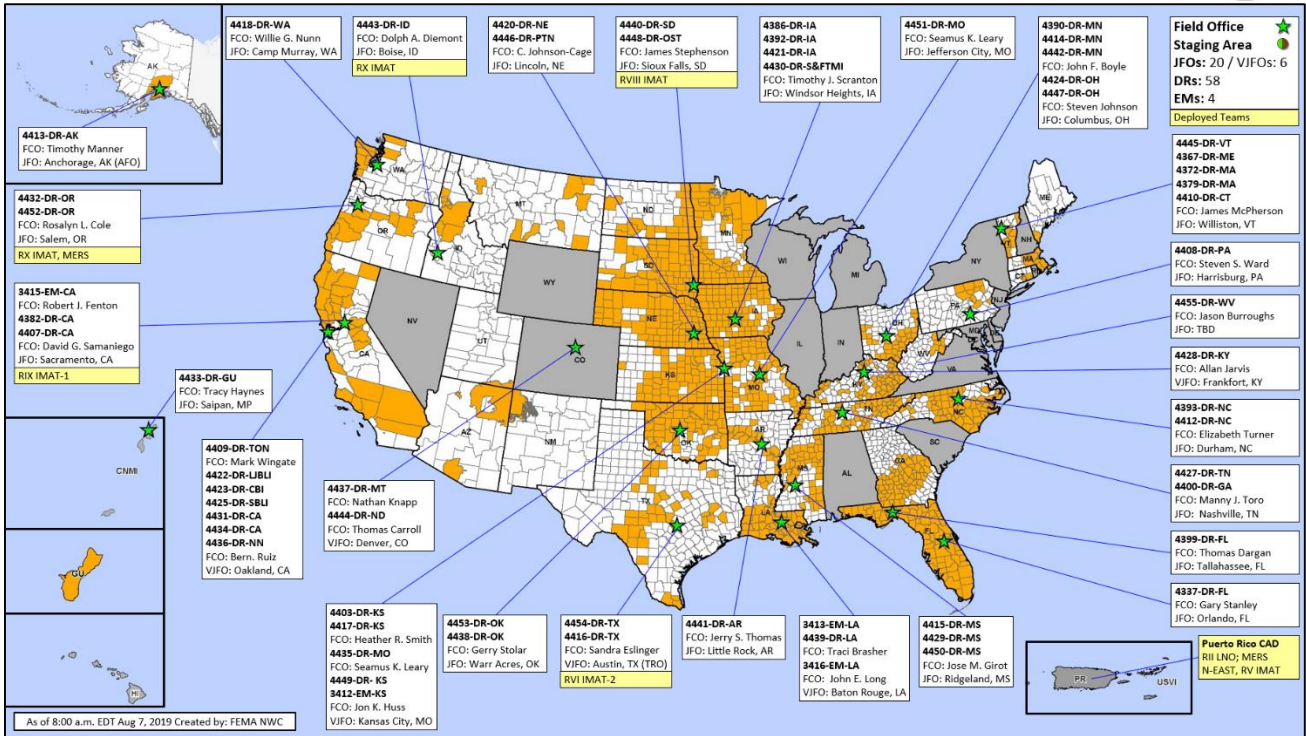 4418-DR-WA
FCO: Willie G. Nunn
JFO: Camp Murray, WA
4443-DR-ID
FCO: Dolph A. Diemont
JFO: Boise, ID
RX IMAT
4420-DR-NE
4446-DR-PTN
FCO: C. Johnson-Cage
JFO: Lincoln, NE
4440-DR-SD
4448-DR-OST
FCO: James Stephenson
JFO: Sioux Falls, SD
RVIII IMAT
4386-DR-IA
4392-DR-IA
4421-DR-IA
4430-DR-S&FTMI
FCO: Timothy J. Scranton
JFO: Windsor Heights, IA
4451-DR-MO
FCO: Seamus K. Leary
JFO: Jefferson City, MO
4390-DR-MN
4414-DR-MN
4442-DR-MN
FCO: John F. Boyle
4424-DR-OH
4447-DR-OH
FCO: Steven Johnson
JFO: Columbus, OH
Field Office
Staging Area
JFOs: 20 / VJFOs: 6
DRs: 58
EMs: 4
Deployed Teams
AK
4413-DR-AK
FCO: Timothy Manner
JFO: Anchorage, AK (AFO)
4432-DR-OR
4452-DR-OR
FCO: Rosalyn L. Cole
JFO: Salem, OR
RX IMAT, MERS
3415-EM-CA
FCO: Robert J. Fenton
4382-DR-CA
4407-DR-CA
FCO: David G. Samaniego
JFO: Sacramento, CA
RIX IMAT-1
4433-DR-GU
FCO: Tracy Haynes
JFO: Saipan, MP
CNMI
GU
HI
4409-DR-TON
FCO: Mark Wingate
4422-DR-LJBLI
4423-DR-CBI
4425-DR-SBLI
4431-DR-CA
4434-DR-CA
4436-DR-NN
FCO: Bern. Ruiz
VJFO: Oakland, CA
4437-DR-MT
FCO: Nathan Knapp
4444-DR-ND
FCO: Thomas Carroll
VJFO: Denver, CO
4403-DR-KS
4417-DR-KS
FCO: Heather R. Smith
4435-DR-MO
FCO: Seamus K. Leary
4449-DR- KS
3412-EM-KS
FCO: Jon K. Huss
VJFO: Kansas City, MO
4453-DR-OK
4438-DR-OK
FCO: Gerry Stolar
JFO: Warr Acres, OK
4454-DR-TX
4416-DR-TX
FCO: Sandra Eslinger
VJFO: Austin, TX (TRO)
RVI IMAT-2
4441-DR-AR
FCO: Jerry S. Thomas
JFO: Little Rock, AR
3413-EM-LA
4439-DR-LA
FCO: Traci Brasher
3416-EM-LA
FCO: John E. Long
VJFO: Baton Rouge, LA
4415-DR-MS
4429-DR-MS
4450-DR-MS
FCO: Jose M. Girot
JFO: Ridgeland, MS
4445-DR-VT
4367-DR-ME
4372-DR-MA
4379-DR-MA
4410-DR-CT
FCO: James McPherson
JFO: Williston, VT
4408-DR-PA
FCO: Steven S. Ward
JFO: Harrisburg, PA
4455-DR-WV
FCO: Jason Burroughs
JFO: TBD
4428-DR-KY
FCO: Allan Jarvis
VJFO: Frankfort, KY
4393-DR-NC
4412-DR-NC
FCO: Elizabeth Turner
JFO: Durham, NC
4427-DR-TN
4400-DR-GA
FCO: Manny J. Toro
JFO: Nashville, TN
4399-DR-FL
FCO: Thomas Dargan
JFO: Tallahassee, FL
4337-DR-FL
FCO: Gary Stanley
JFO: Orlando, FL
Puerto Rico CAD
RII LNO; MERS
N-EAST, RV IMAT
PR
USVI
WA
MT
ND
MN
ME
OR
ID
SD
WI
MI
NY
VT
NH
MA
CT
WY
NE
IA
PA
NJ
NV
UT
CO
KS
MO
IL
IN
OH
WV
VA
MD
DC
CA
AZ
NM
OK
AR
KY
TN
NC
SC
TX
LA
MS
AL
GA
FL
As of 8:00 a.m. EDT Aug 7, 2019 Created by: FEMA NWC